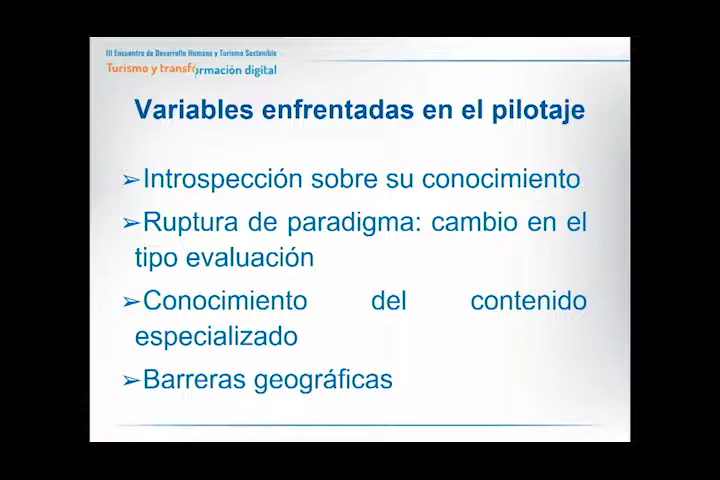 III Encuentro de Desarrollo Humano y Turismo Sostenible
Turismo y transformación digital
Variables enfrentadas en el pilotaje
➢Introspección sobre su conocimiento
➢Ruptura de paradigma: cambio en el
tipo evaluación
➢Conocimiento del contenido
especializado
➢Barreras geográficas